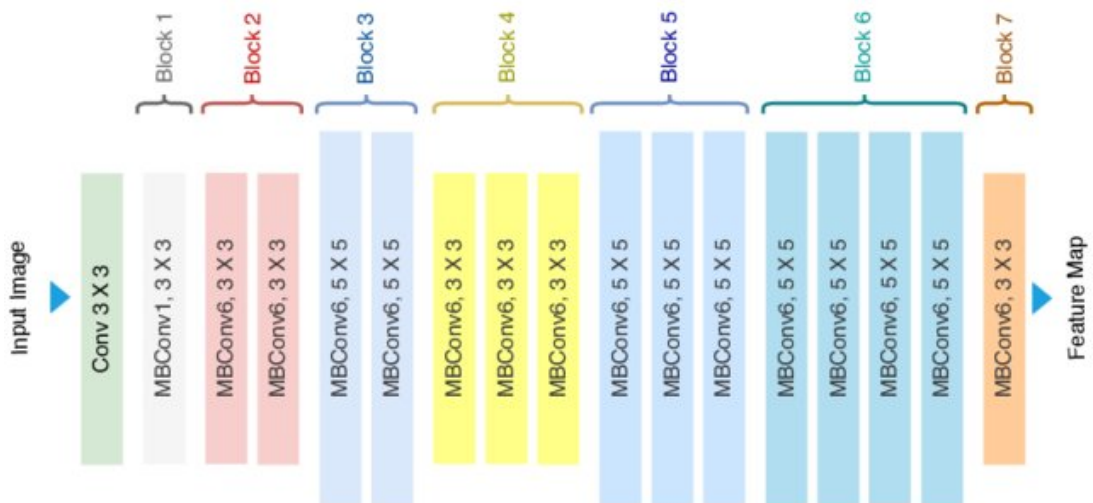 Input Image
Conv 3 X 3
Block 1
MBConv1, 3 X 3
Block 2
MBConv6, 3 X 3
MBConv6, 3 X 3
Block 3
MBConv6, 5 X 5
MBConv6, 5 X 5
Block 4
MBConv6, 3 X 3
MBConv6, 3 X 3
MBConv6, 3 X 3
Block 5
MBConv6, 5 X 5
MBConv6, 5 X 5
MBConv6, 5 X 5
Block 6
MBConv6, 5 X 5
MBConv6, 5 X 5
MBConv6, 5 X 5
MBConv6, 5 X 5
Block 7
MBConv6, 3 X 3
Feature Map